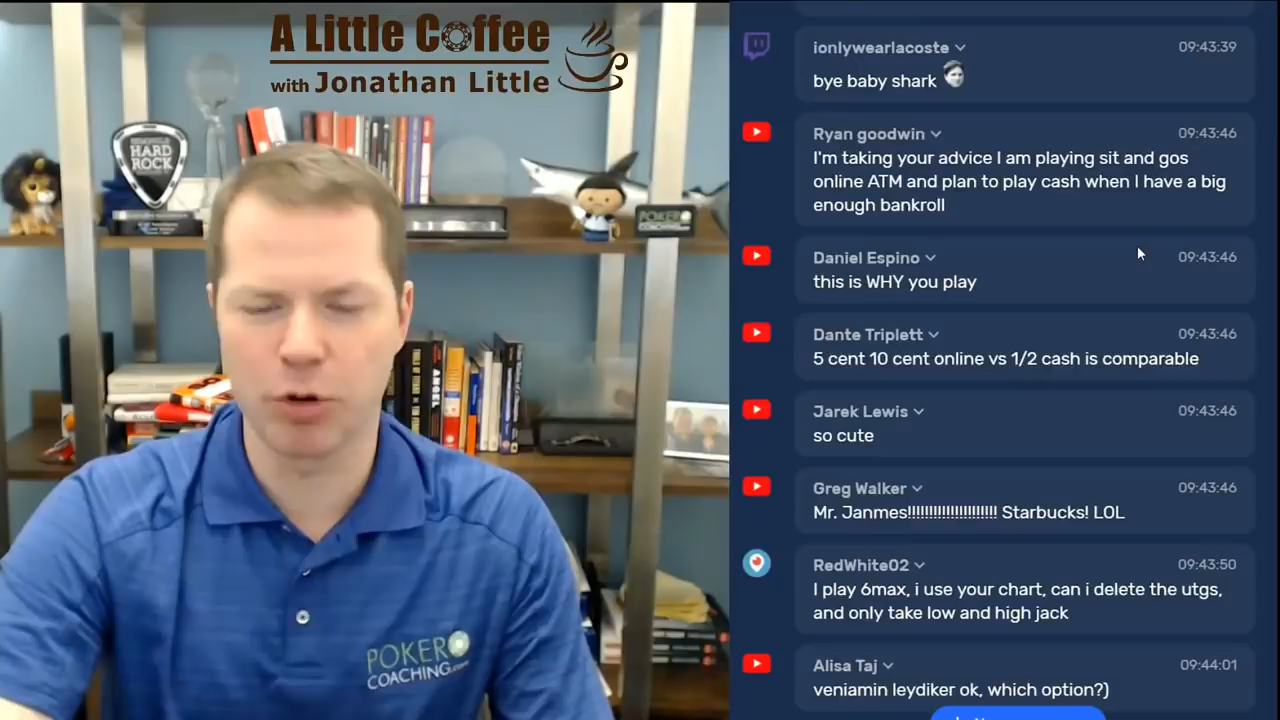 A Little Coffee
with Jonathan Little
HARD
ROCK
POKER
COACHING
ANGEL
POKER
COACHING.com
ionlywearlacoste 09:43:39
bye baby shark
Ryan goodwin 09:43:46
I'm taking your advice I am playing sit and gos
online ATM and plan to play cash when I have a big
enough bankroll
Daniel Espino 09:43:46
this is WHY you play
Dante Triplett 09:43:46
5 cent 10 cent online vs 1/2 cash is comparable
Jarek Lewis 09:43:46
so cute
Greg Walker 09:43:46
Mr. Janmes!!!!!!!!!!!!!!!!!!!!! Starbucks! LOL
RedWhite02 09:43:50
I play 6max, i use your chart, can i delete the utgs,
and only take low and high jack
Alisa Taj 09:44:01
veniamin leydiker ok, which option?)